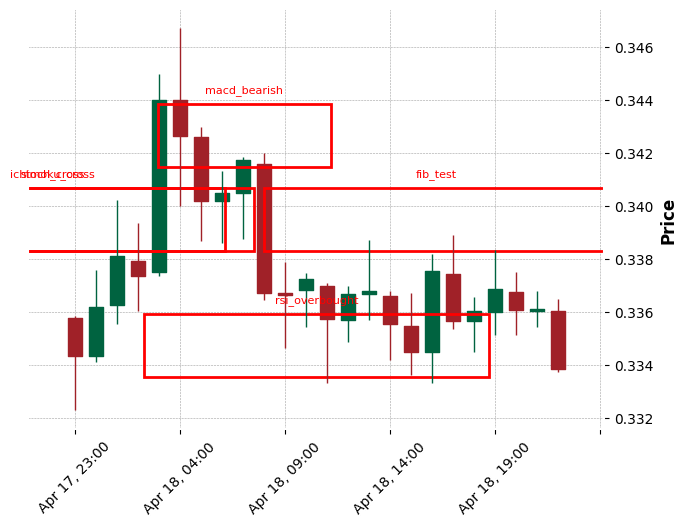 macd_bearish
fib_test
rsi_overbought
0.346
0.344
0.342
0.340
0.338
0.336
0.334
0.332
Price
Apr 17, 23:00
Apr 18, 04:00
Apr 18, 09:00
Apr 18, 14:00
Apr 18, 19:00